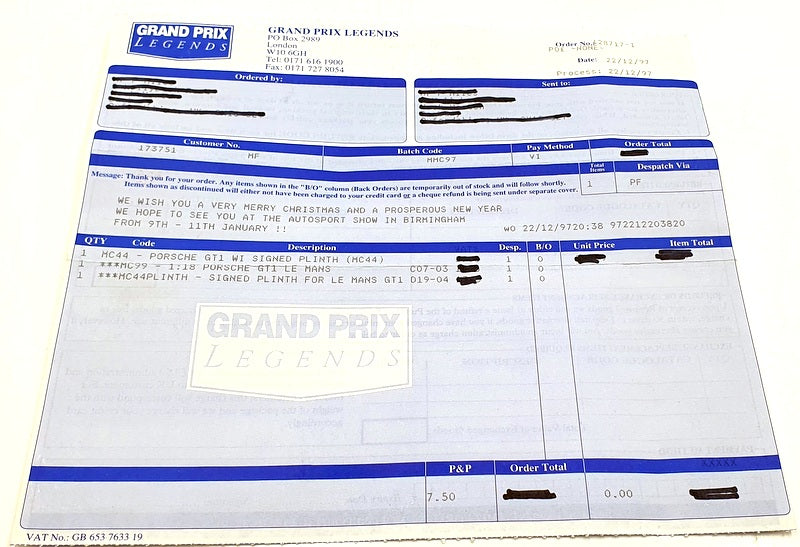 GRAND PRIX
LEGENDS
GRAND PRIX LEGENDS
PO Box 2989
London
W10 6GH
Tel: 0171 616 1900
Fax: 0171 727 8054
Order No.
Date: 22/12/97
Process: 22/12/97
Ordered by:
Sent to:
Customer No. Batch Code Pay Method Order Total
173751 MF MMC97 VI
Message: Thank you for your order. Any items shown in the "B/O" column (Back Orders) are temporarily out of stock and will follow shortly.
Items shown as discontinued will either not have been charged to your credit card or a cheque refund is being sent under separate cover.
Total Items Despatch Via
1 PF
WE WISH YOU A VERY MERRY CHRISTMAS AND A PROSPEROUS NEW YEAR
WE HOPE TO SEE YOU AT THE AUTOSPORT SHOW IN BIRMINGHAM
FROM 9TH - 11TH JANUARY !! WO 22/12/9720:38 972212203820
QTY Code Description Desp. B/O Unit Price Item Total
1 MC44 - PORSCHE GT1 WI SIGNED PLINTH (MC44) 1 0
1 ***MC99 - 1:18 PORSCHE GT1 LE MANS C07-03 1 0
1 ***MC44PLINTH - SIGNED PLINTH FOR LE MANS GT1 D19-04 1 0
GRAND PRIX
LEGENDS
P&P Order Total XXXXX
7.50 0.00
VAT No.: GB 653 7633 19